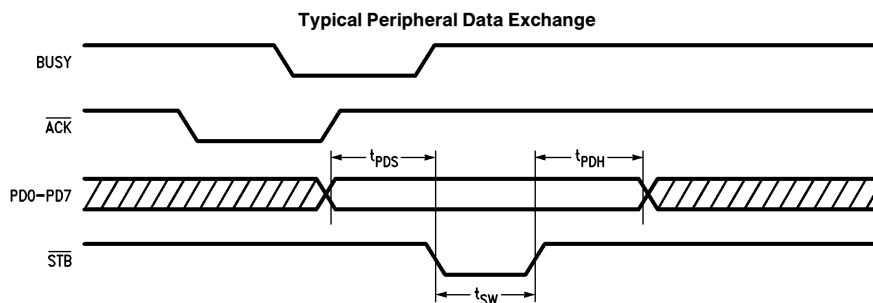 Typical Peripheral Data Exchange
BUSY
ACK
tPDS
tPDH
PD0–PD7
STB
tSW